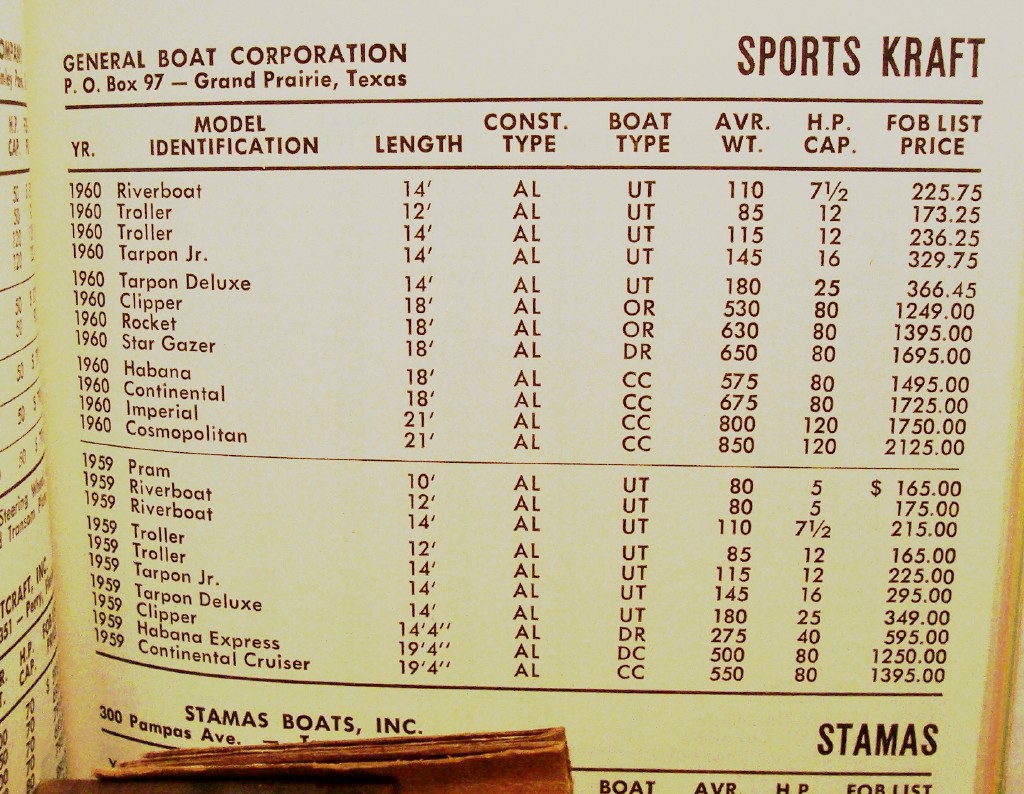 GENERAL BOAT CORPORATION SPORTS KRAFT
P. O. Box 97 — Grand Prairie, Texas
MODEL CONST. BOAT AVR. H.P. FOB LIST
YR. IDENTIFICATION LENGTH TYPE TYPE WT. CAP. PRICE
1960 Riverboat 14' AL UT 110 7½ 225.75
1960 Troller 12' AL UT 85 12 173.25
1960 Troller 14' AL UT 115 12 236.25
1960 Tarpon Jr. 14' AL UT 145 16 329.75
1960 Tarpon Deluxe 14' AL UT 180 25 366.45
1960 Clipper 18' AL OR 530 80 1249.00
1960 Rocket 18' AL OR 630 80 1395.00
1960 Star Gazer 18' AL DR 650 80 1695.00
1960 Habana 18' AL CC 575 80 1495.00
1960 Continental 18' AL CC 675 80 1725.00
1960 Imperial 21' AL CC 800 120 1750.00
1960 Cosmopolitan 21' AL CC 850 120 2125.00
1959 Pram 10' AL UT 80 5 $ 165.00
1959 Riverboat 12' AL UT 80 5 175.00
1959 Riverboat 14' AL UT 110 7½ 215.00
1959 Troller 12' AL UT 85 12 165.00
1959 Troller 14' AL UT 115 12 225.00
1959 Tarpon Jr. 14' AL UT 145 16 295.00
1959 Tarpon Deluxe 14' AL UT 180 25 349.00
1959 Clipper 14'4'' AL DR 275 40 595.00
1959 Habana Express 19'4'' AL DC 500 80 1250.00
1959 Continental Cruiser 19'4'' AL CC 550 80 1395.00
STAMAS BOATS, INC. STAMAS
300 Pampas Ave. —
BOAT AVR. H.P. FOB LIST